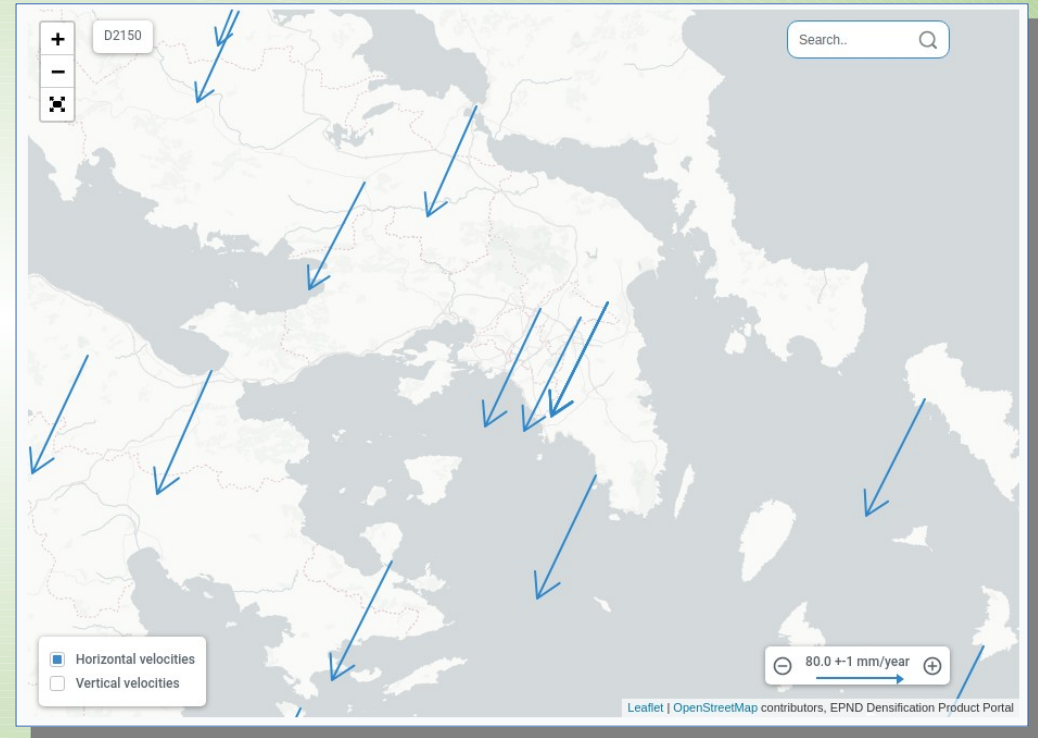 +
D2150
Search..
−
Horizontal velocities
Vertical velocities
80.0 +-1 mm/year
Leaflet | OpenStreetMap contributors, EPND Densification Product Portal